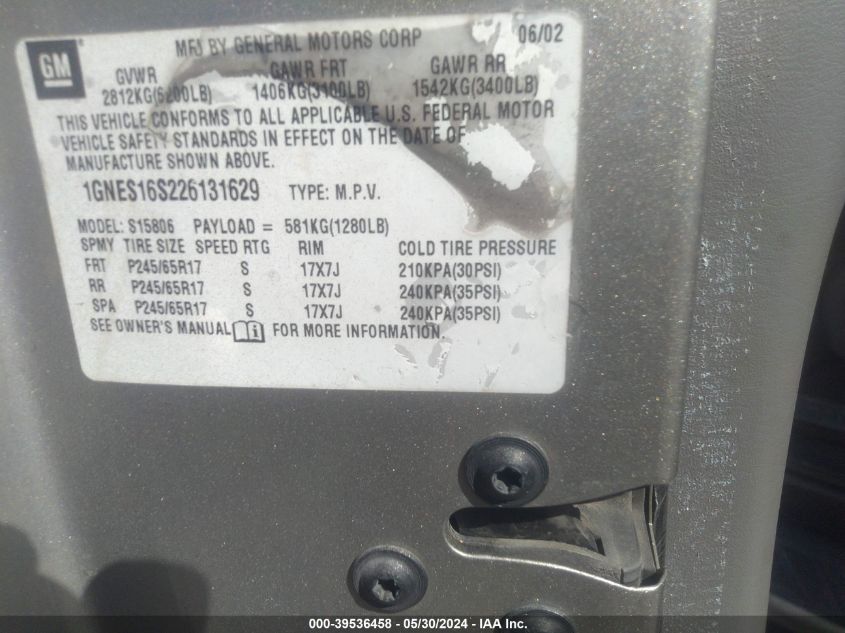 GM
MFD BY GENERAL MOTORS CORP 06/02
GVWR GAWR FRT GAWR RR
2812KG(6200LB) 1406KG(3100LB) 1542KG(3400LB)
THIS VEHICLE CONFORMS TO ALL APPLICABLE U.S. FEDERAL MOTOR
VEHICLE SAFETY STANDARDS IN EFFECT ON THE DATE OF
MANUFACTURE SHOWN ABOVE.
1GNES16S226131629 TYPE: M.P.V.
MODEL: S15806 PAYLOAD = 581KG(1280LB)
SPMY TIRE SIZE SPEED RTG RIM COLD TIRE PRESSURE
FRT P245/65R17 S 17X7J 210KPA(30PSI)
RR P245/65R17 S 17X7J 240KPA(35PSI)
SPA P245/65R17 S 17X7J 240KPA(35PSI)
SEE OWNER'S MANUAL FOR MORE INFORMATION.
000-39536458 - 05/30/2024 - IAA Inc.